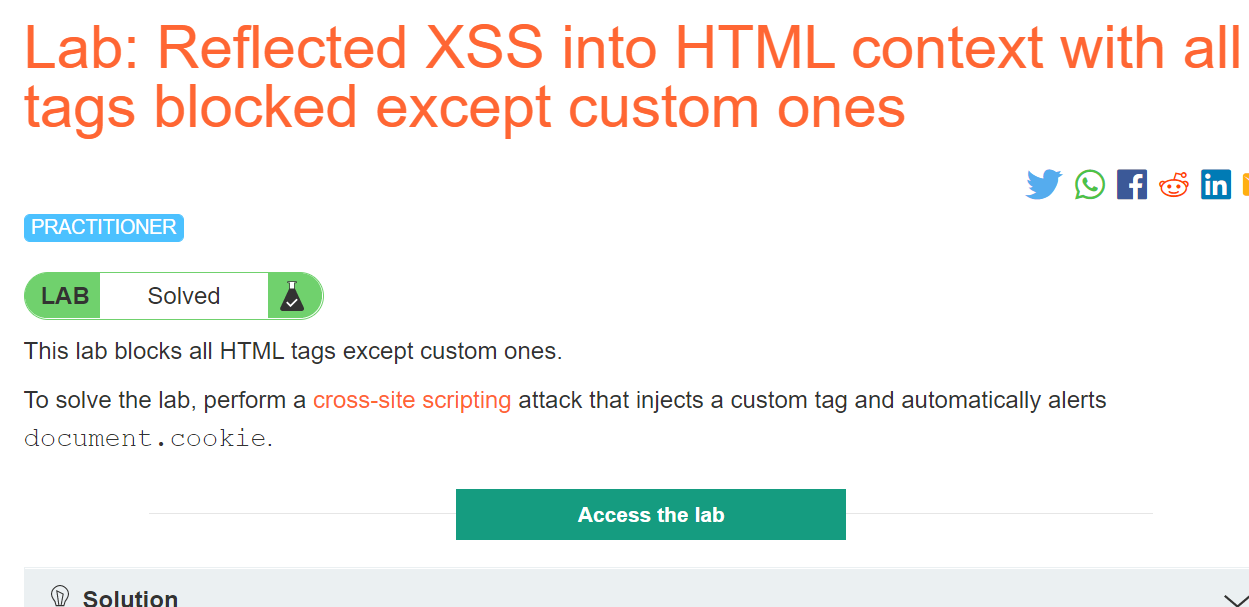 Lab: Reflected XSS into HTML context with all
tags blocked except custom ones
PRACTITIONER
LAB Solved
This lab blocks all HTML tags except custom ones.
To solve the lab, perform a cross-site scripting attack that injects a custom tag and automatically alerts
document.cookie.
Access the lab
Solution